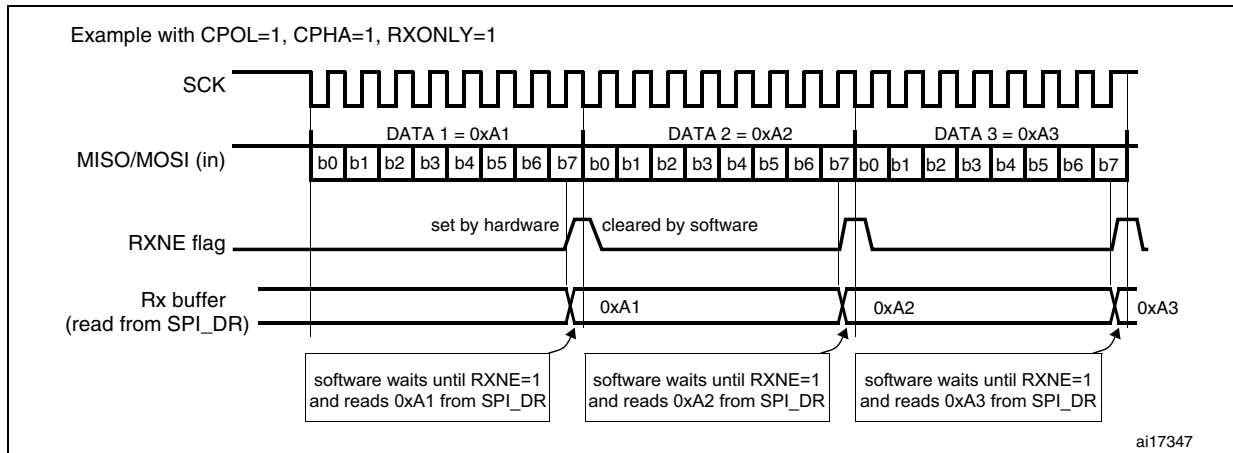 Example with CPOL=1, CPHA=1, RXONLY=1
SCK
DATA 1 = 0xA1 DATA 2 = 0xA2 DATA 3 = 0xA3
MISO/MOSI (in) b0 b1 b2 b3 b4 b5 b6 b7 b0 b1 b2 b3 b4 b5 b6 b7 b0 b1 b2 b3 b4 b5 b6 b7
set by hardware cleared by software
RXNE flag
Rx buffer
(read from SPI_DR)
0xA1 0xA2 0xA3
software waits until RXNE=1
and reads 0xA1 from SPI_DR
software waits until RXNE=1
and reads 0xA2 from SPI_DR
software waits until RXNE=1
and reads 0xA3 from SPI_DR
ai17347